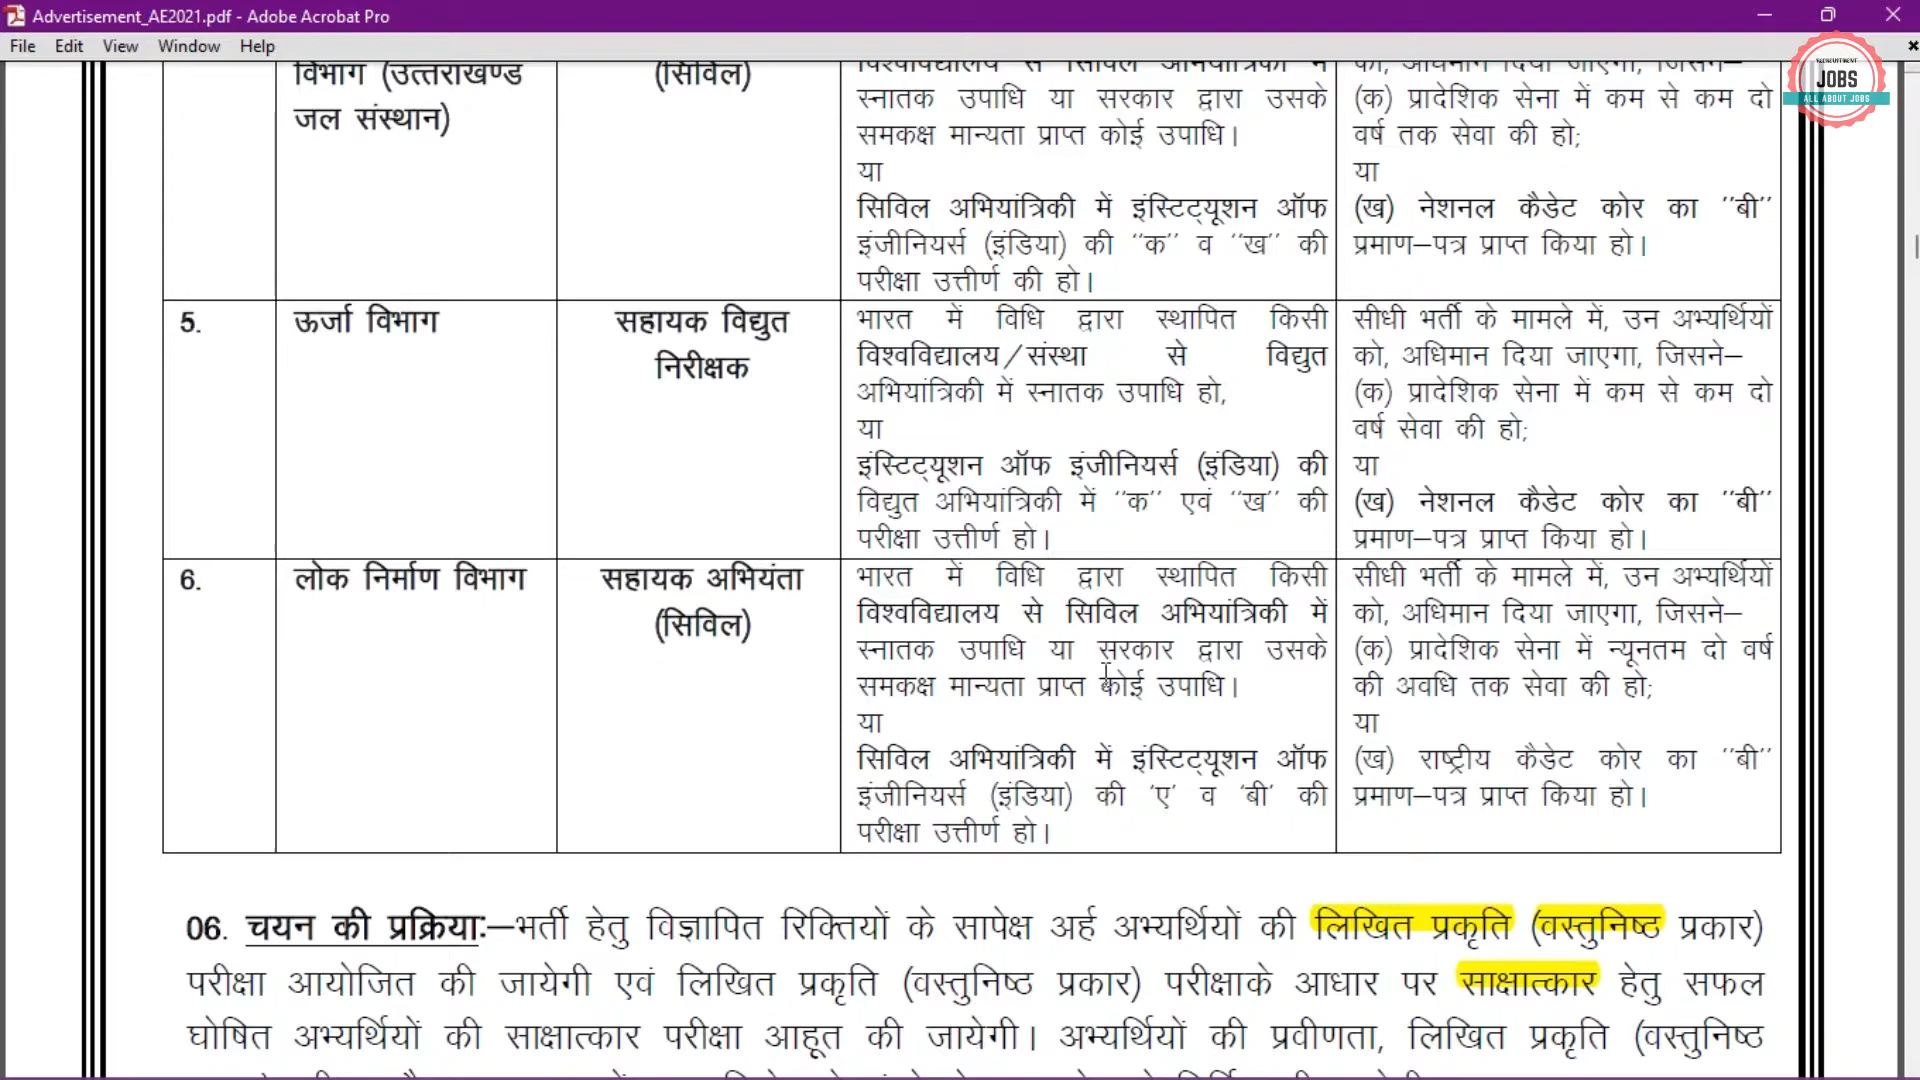 Advertisement_AE2021.pdf - Adobe Acrobat Pro
File Edit View Window Help
RECRUITMENT
JOBS
ALL ABOUT JOBS
विभाग (उत्तराखण्ड
जल संस्थान)
(सिविल)
विश्वविद्यालय से सिविल अभियांत्रिकी में
स्नातक उपाधि या सरकार द्वारा उसके
समकक्ष मान्यता प्राप्त कोई उपाधि।
या
सिविल अभियांत्रिकी में इंस्टिट्यूशन ऑफ
इंजीनियर्स (इंडिया) की ''क'' व ''ख'' की
परीक्षा उत्तीर्ण की हो।
को, अधिमान दिया जाएगा, जिसने–
(क) प्रादेशिक सेना में कम से कम दो
वर्ष तक सेवा की हो;
या
(ख) नेशनल कैडेट कोर का ''बी''
प्रमाण–पत्र प्राप्त किया हो।
5.
ऊर्जा विभाग
सहायक विद्युत
निरीक्षक
भारत में विधि द्वारा स्थापित किसी
विश्वविद्यालय/संस्था से विद्युत
अभियांत्रिकी में स्नातक उपाधि हो,
या
इंस्टिट्यूशन ऑफ इंजीनियर्स (इंडिया) की
विद्युत अभियांत्रिकी में ''क'' एवं ''ख'' की
परीक्षा उत्तीर्ण हो।
सीधी भर्ती के मामले में, उन अभ्यर्थियों
को, अधिमान दिया जाएगा, जिसने–
(क) प्रादेशिक सेना में कम से कम दो
वर्ष सेवा की हो;
या
(ख) नेशनल कैडेट कोर का ''बी''
प्रमाण–पत्र प्राप्त किया हो।
6.
लोक निर्माण विभाग
सहायक अभियंता
(सिविल)
भारत में विधि द्वारा स्थापित किसी
विश्वविद्यालय से सिविल अभियांत्रिकी में
स्नातक उपाधि या सरकार द्वारा उसके
समकक्ष मान्यता प्राप्त कोई उपाधि।
या
सिविल अभियांत्रिकी में इंस्टिट्यूशन ऑफ
इंजीनियर्स (इंडिया) की 'ए' व 'बी' की
परीक्षा उत्तीर्ण हो।
सीधी भर्ती के मामले में, उन अभ्यर्थियों
को, अधिमान दिया जाएगा, जिसने–
(क) प्रादेशिक सेना में न्यूनतम दो वर्ष
की अवधि तक सेवा की हो;
या
(ख) राष्ट्रीय कैडेट कोर का ''बी''
प्रमाण–पत्र प्राप्त किया हो।
06. चयन की प्रक्रियाः–भर्ती हेतु विज्ञापित रिक्तियों के सापेक्ष अर्ह अभ्यर्थियों की लिखित प्रकृति (वस्तुनिष्ठ प्रकार)
परीक्षा आयोजित की जायेगी एवं लिखित प्रकृति (वस्तुनिष्ठ प्रकार) परीक्षाके आधार पर साक्षात्कार हेतु सफल
घोषित अभ्यर्थियों की साक्षात्कार परीक्षा आहूत की जायेगी। अभ्यर्थियों की प्रवीणता, लिखित प्रकृति (वस्तुनिष्ठ